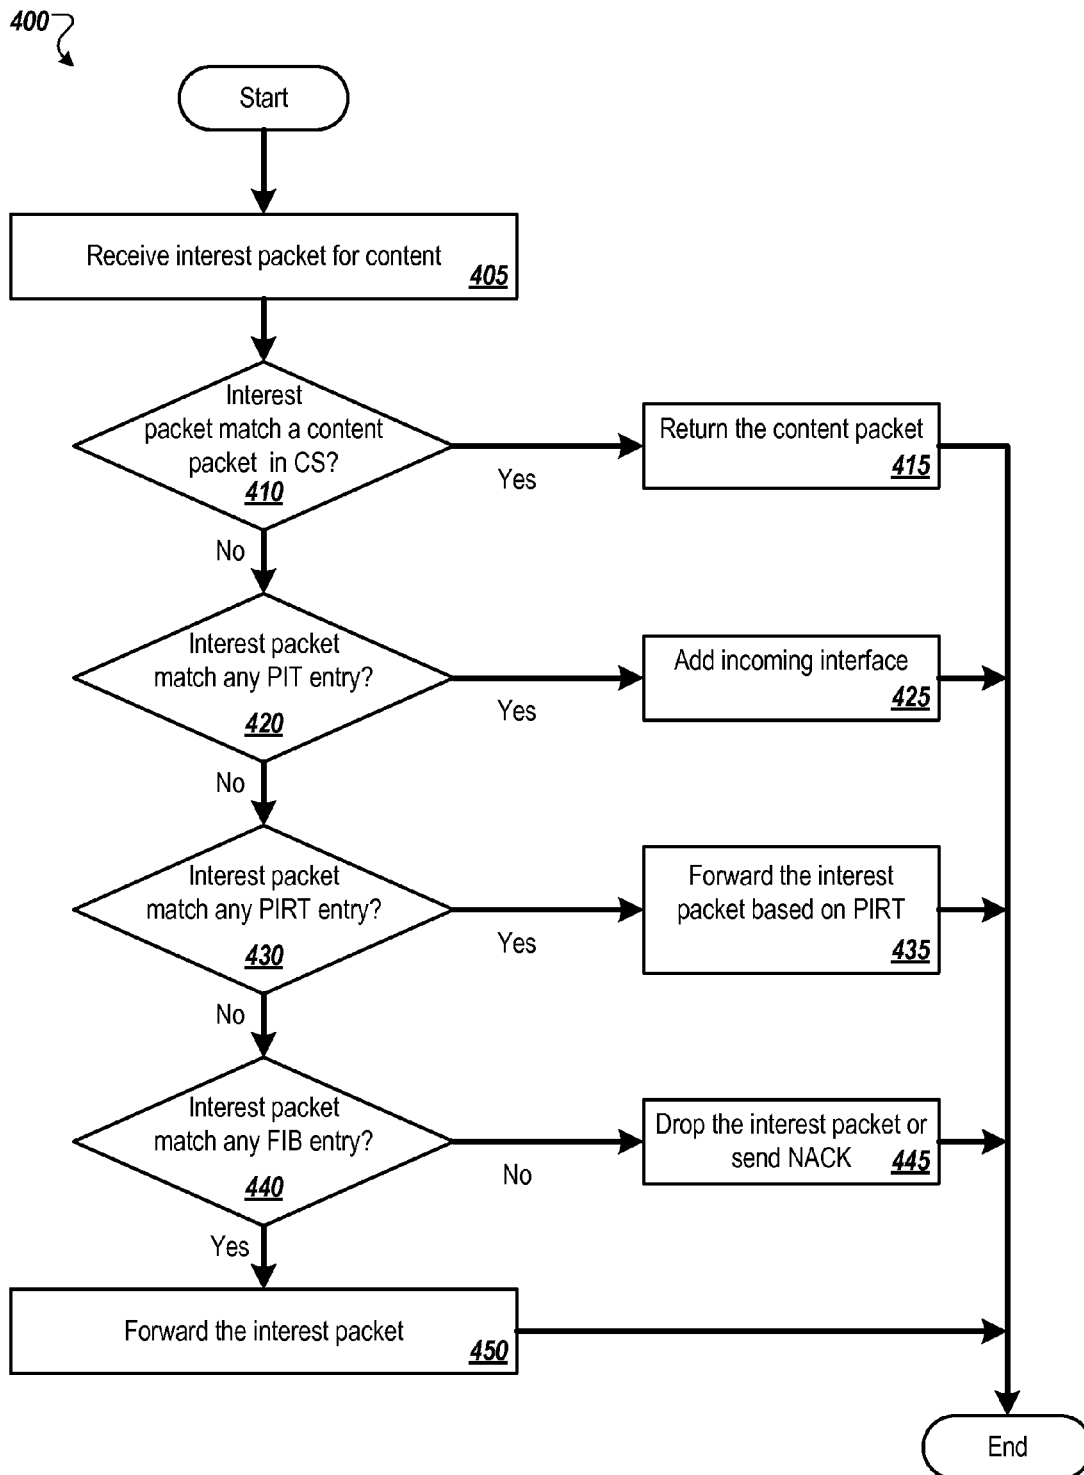 400
Start
Receive interest packet for content
405
Interest
packet match a content
packet in CS?
410
Yes
Return the content packet
415
No
Interest packet
match any PIT entry?
420
Yes
Add incoming interface
425
No
Interest packet
match any PIRT entry?
430
Yes
Forward the interest
packet based on PIRT
435
No
Interest packet
match any FIB entry?
440
No
Drop the interest packet or
send NACK 445
Yes
Forward the interest packet
450
End